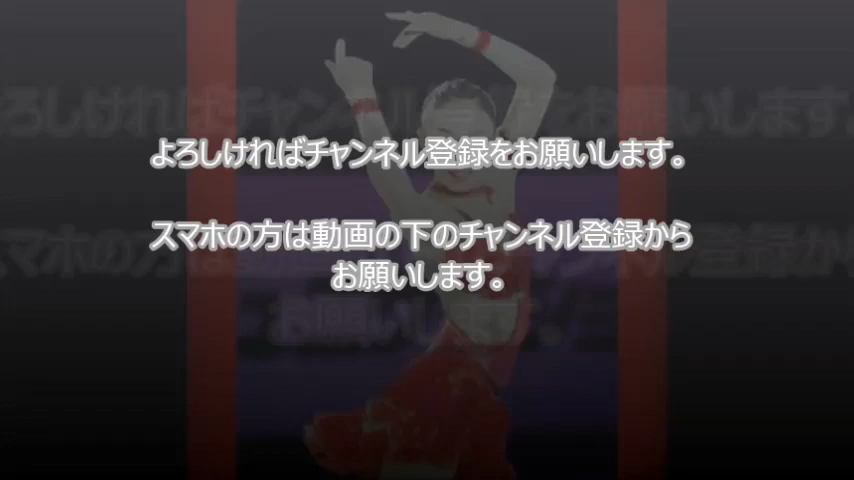 よろしければチャンネル登録をお願いします。
スマホの方は動画の下のチャンネル登録から
お願いします。